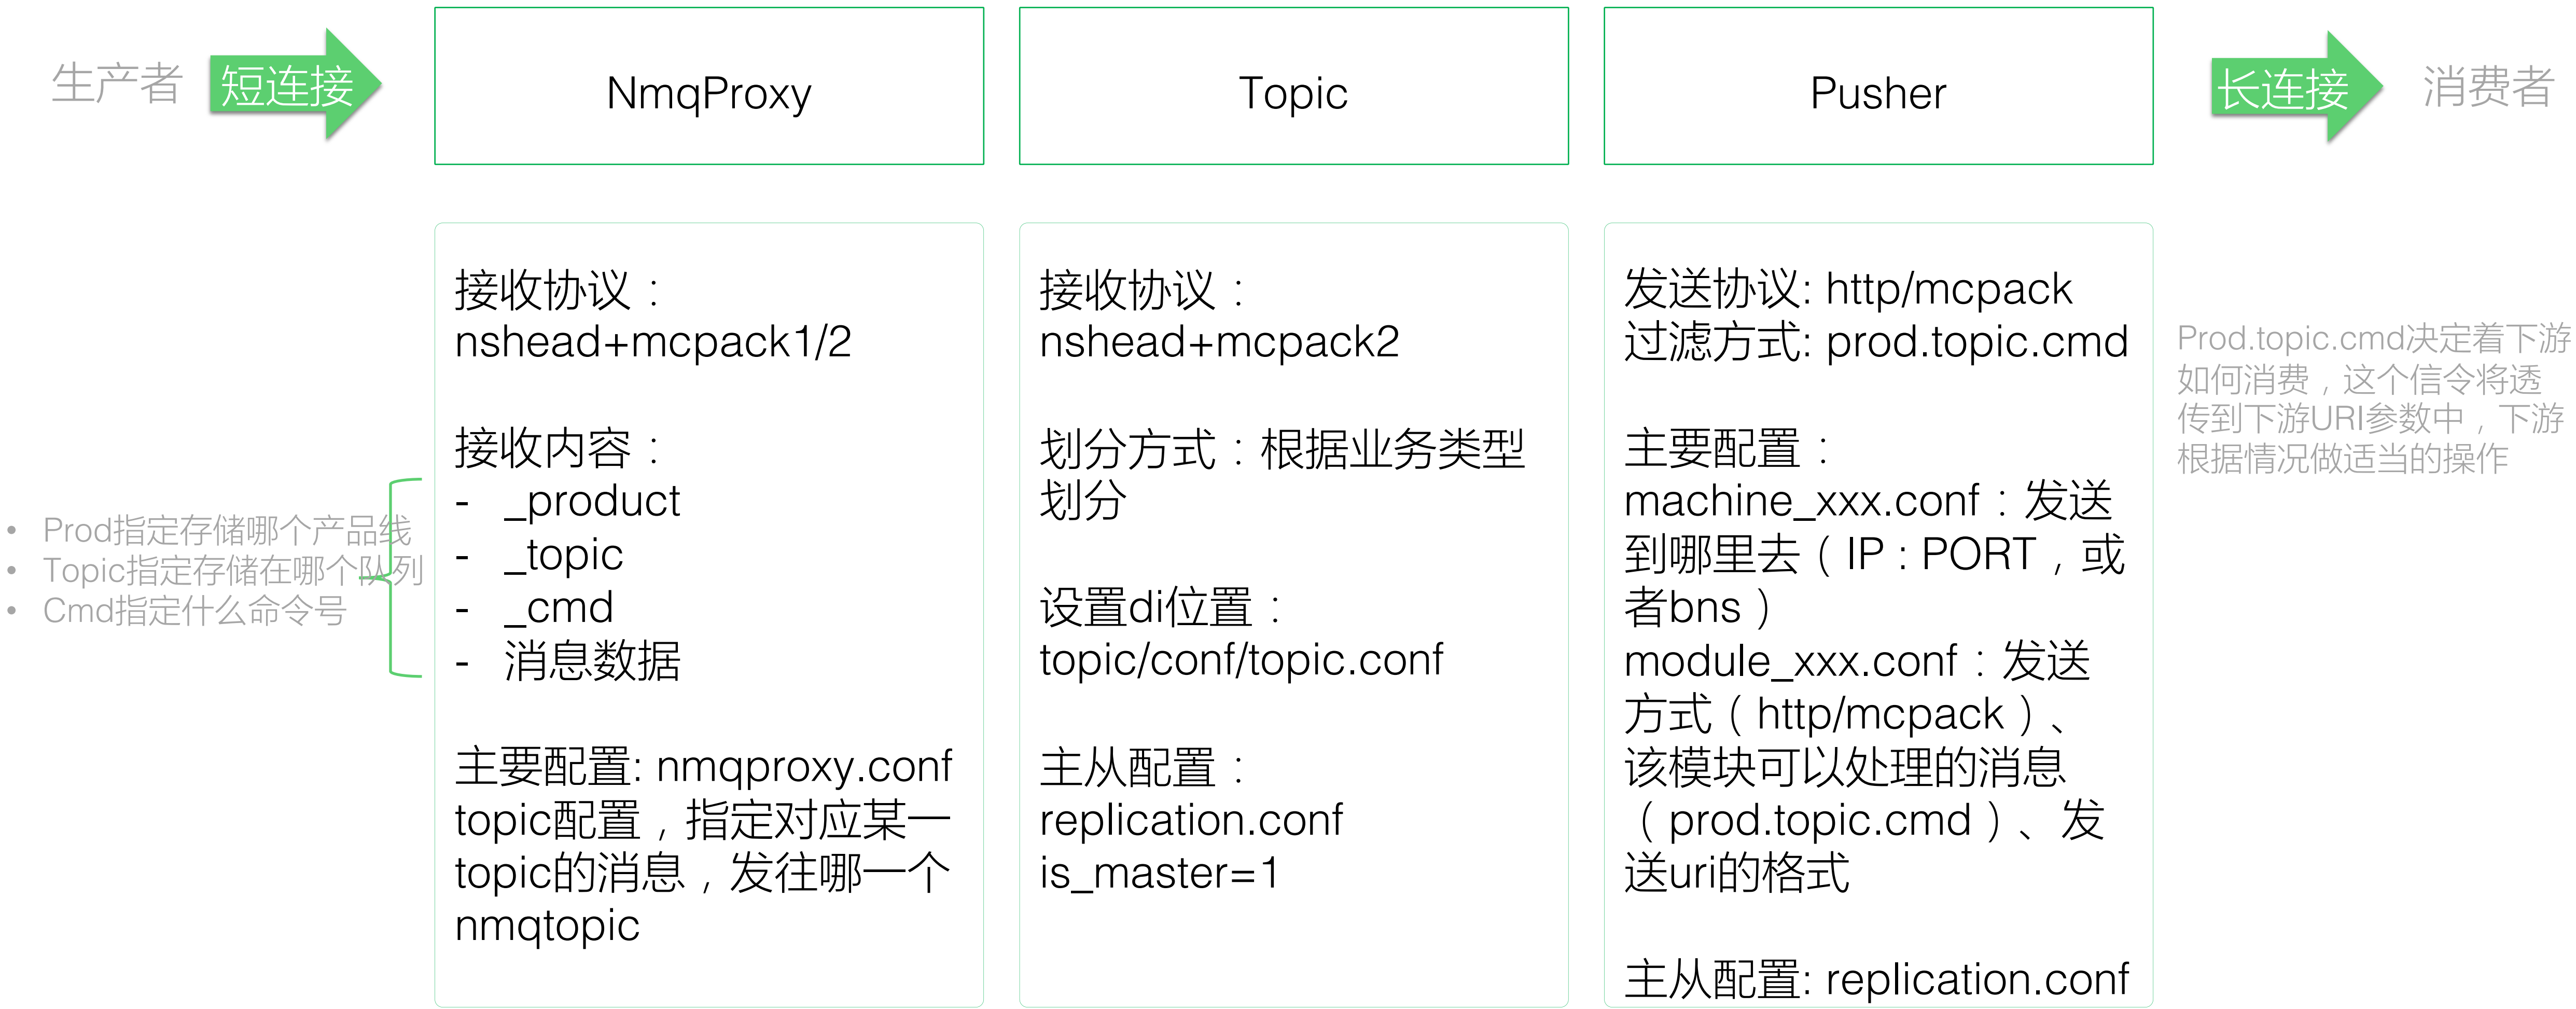 生产者
短连接
NmqProxy
Topic
Pusher
长连接
消费者
• Prod指定存储哪个产品线
• Topic指定存储在哪个队列
• Cmd指定什么命令号
接收协议：
nshead+mcpack1/2
接收内容：
- _product
- _topic
- _cmd
- 消息数据
主要配置: nmqproxy.conf
topic配置，指定对应某一
topic的消息，发往哪一个
nmqtopic
接收协议：
nshead+mcpack2
划分方式：根据业务类型
划分
设置di位置：
topic/conf/topic.conf
主从配置：
replication.conf
is_master=1
发送协议: http/mcpack
过滤方式: prod.topic.cmd
主要配置：
machine_xxx.conf：发送
到哪里去（IP：PORT，或
者bns）
module_xxx.conf：发送
方式（http/mcpack）、
该模块可以处理的消息
（prod.topic.cmd）、发
送uri的格式
主从配置: replication.conf
Prod.topic.cmd决定着下游
如何消费，这个信令将透
传到下游URI参数中，下游
根据情况做适当的操作